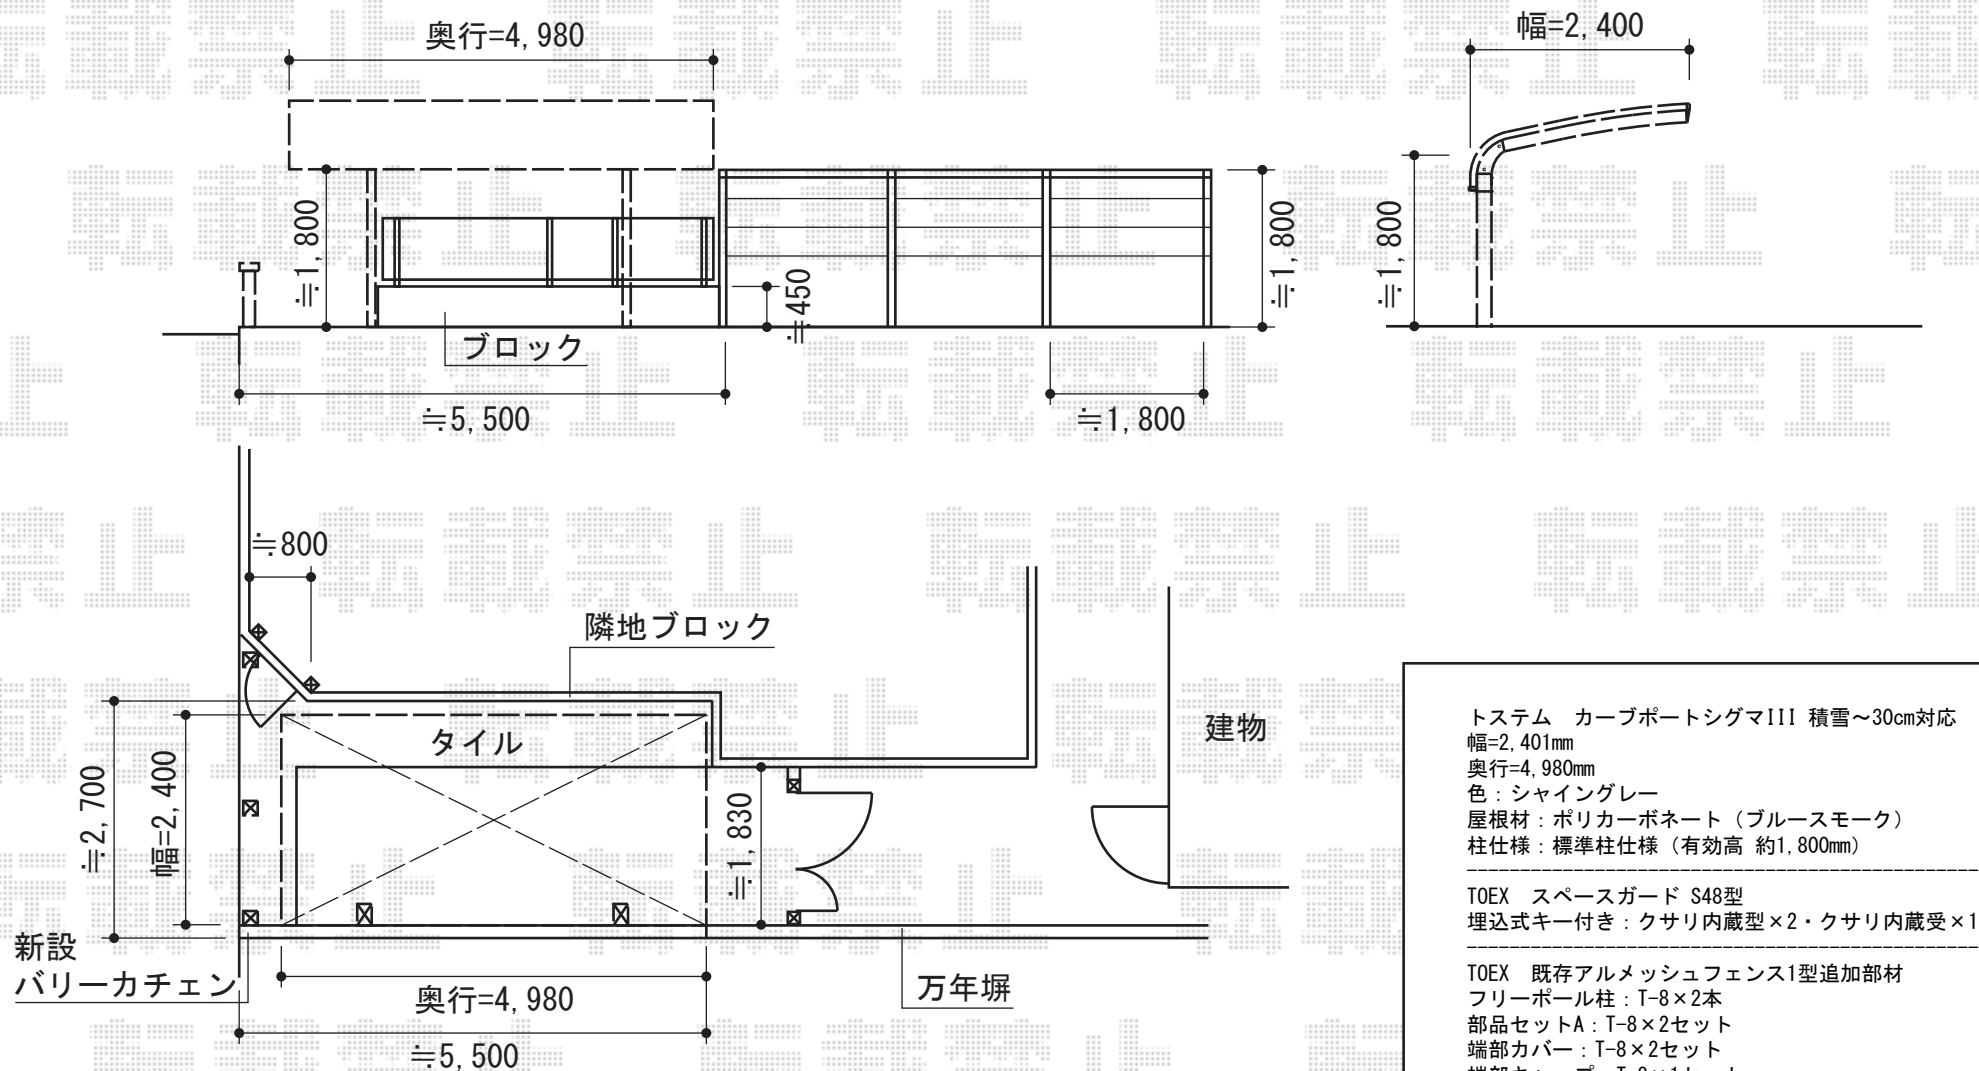 奥行=4,980
幅=2,400
≒1,800
≒450
≒1,800
≒1,800
ブロック
≒5,500
≒1,800
≒800
隣地ブロック
タイル
建物
≒2,700
幅=2,400
≒1,830
新設
バリーカチェン
奥行=4,980
万年塀
≒5,500
トステム カーブポートシグマIII 積雪~30cm対応
幅=2,401mm
奥行=4,980mm
色:シャイングレー
屋根材:ポリカーボネート(ブルースモーク)
柱仕様:標準柱仕様(有効高 約1,800mm)
TOEX スペースガード S48型
埋込式キー付き:クサリ内蔵型×2・クサリ内蔵受×1
TOEX 既存アルメッシュフェンス1型追加部材
フリーポール柱:T-8×2本
部品セットA:T-8×2セット
端部カバー:T-8×2セット
転載禁止